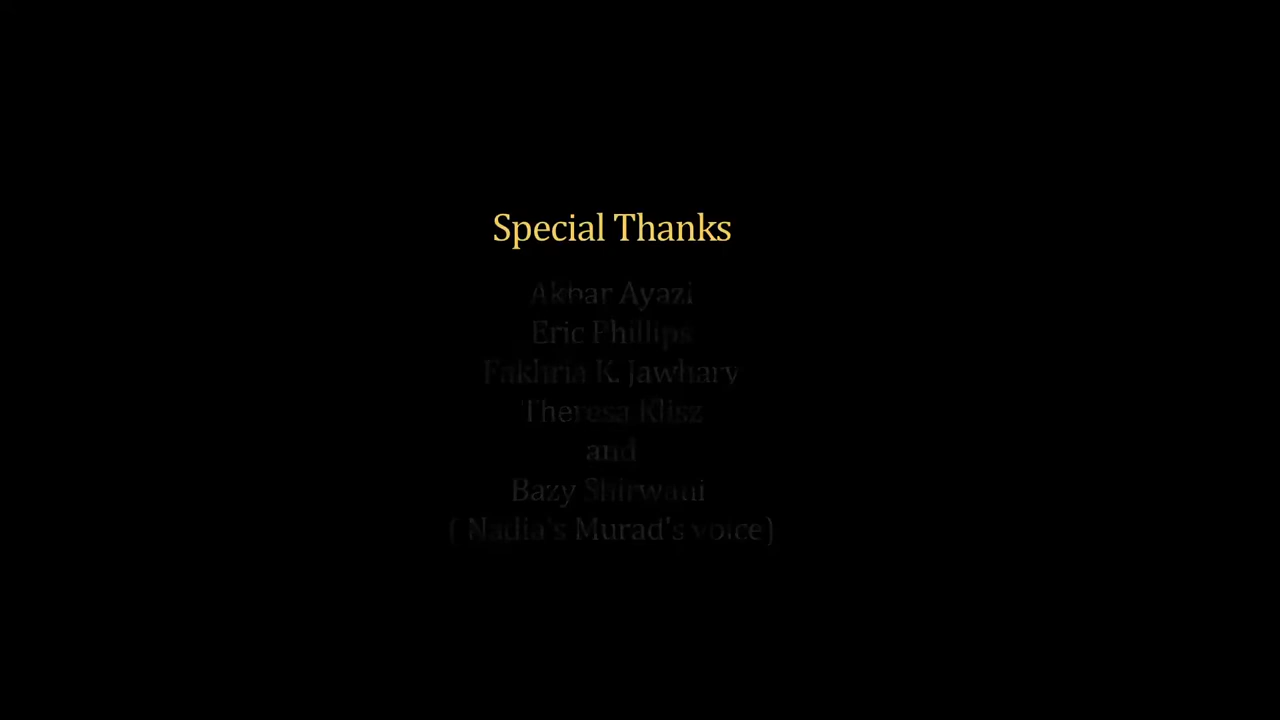 Special Thanks
Akbar Ayazi
Eric Phillips
Fakhria K. Jawhary
Theresa Klisz
and
Bazy Shirwani
( Nadia's Murad's voice)